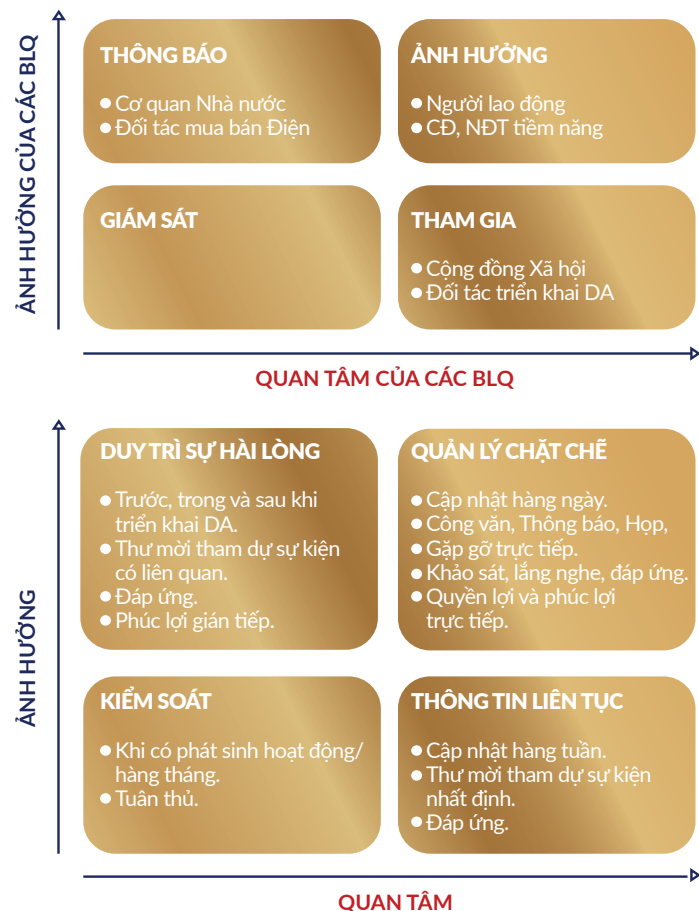 ẢNH HƯỞNG CỦA CÁC BLQ
THÔNG BÁO
● Cơ quan Nhà nước
● Đối tác mua bán Điện
ẢNH HƯỞNG
● Người lao động
● CĐ, NĐT tiềm năng
GIÁM SÁT
THAM GIA
● Cộng đồng Xã hội
● Đối tác triển khai DA
QUAN TÂM CỦA CÁC BLQ
ẢNH HƯỞNG
DUY TRÌ SỰ HÀI LÒNG
● Trước, trong và sau khi
triển khai DA.
● Thư mời tham dự sự kiện
có liên quan.
● Đáp ứng.
● Phúc lợi gián tiếp.
QUẢN LÝ CHẶT CHẼ
● Cập nhật hàng ngày.
● Công văn, Thông báo, Họp,
● Gặp gỡ trực tiếp.
● Khảo sát, lắng nghe, đáp ứng.
● Quyền lợi và phúc lợi
trực tiếp.
KIỂM SOÁT
● Khi có phát sinh hoạt động/
hàng tháng.
● Tuân thủ.
THÔNG TIN LIÊN TỤC
● Cập nhật hàng tuần.
● Thư mời tham dự sự kiện
nhất định.
● Đáp ứng.
QUAN TÂM